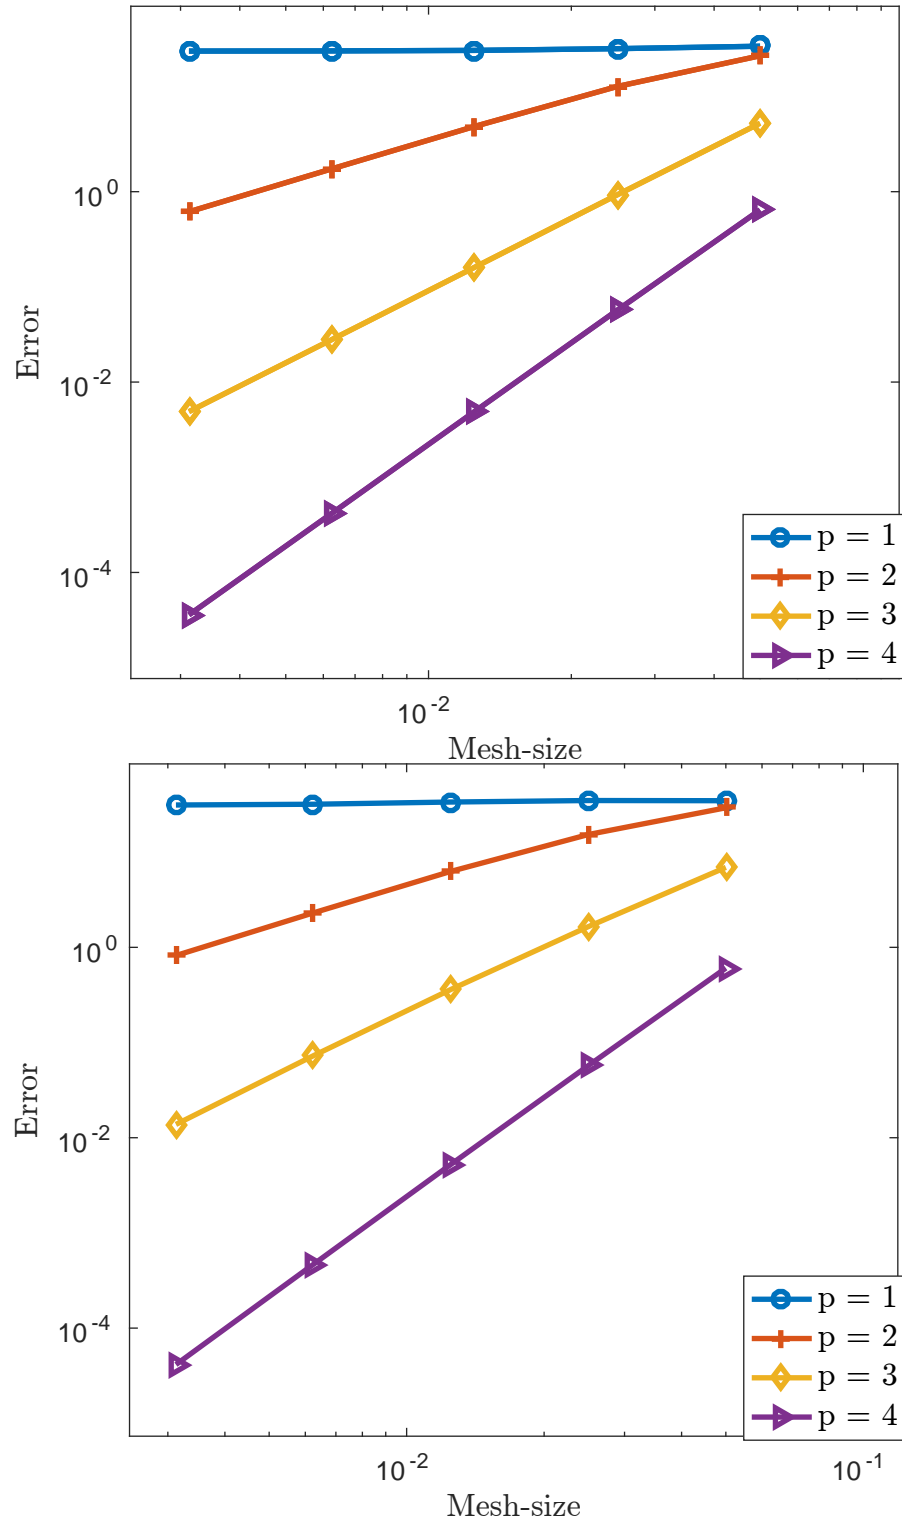 10^0
10^-2
10^-4
Error
p = 1
p = 2
p = 3
p = 4
10^-2
Mesh-size
10^0
10^-2
10^-4
Error
p = 1
p = 2
p = 3
p = 4
10^-2 10^-1
Mesh-size